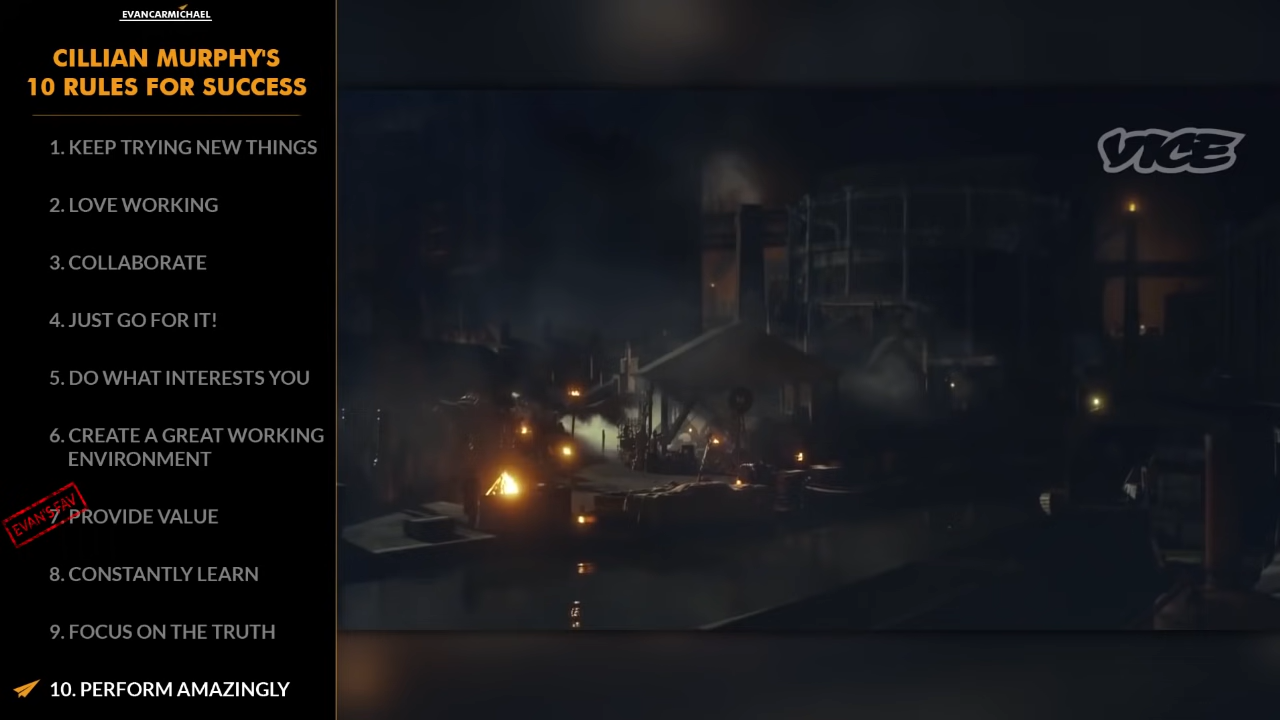 EVANCARMICHAEL
CILLIAN MURPHY'S
10 RULES FOR SUCCESS
1. KEEP TRYING NEW THINGS
2. LOVE WORKING
3. COLLABORATE
4. JUST GO FOR IT!
5. DO WHAT INTERESTS YOU
6. CREATE A GREAT WORKING
ENVIRONMENT
EVAN'S FAV
7. PROVIDE VALUE
8. CONSTANTLY LEARN
9. FOCUS ON THE TRUTH
10. PERFORM AMAZINGLY
VICE